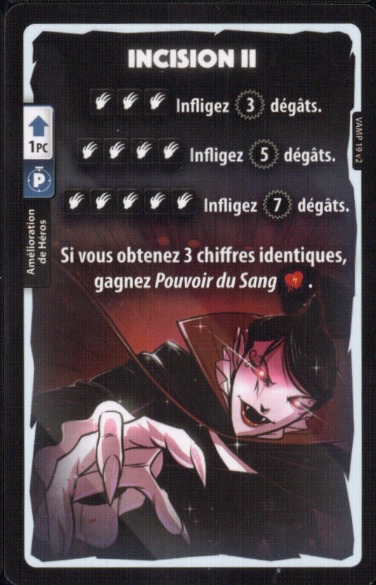 INCISION II
Infligez 3 dégâts.
1PC
Infligez 5 dégâts.
VAMP 19 v2
P
Infligez 7 dégâts.
Amélioration
de Héros
Si vous obtenez 3 chiffres identiques,
gagnez Pouvoir du Sang .